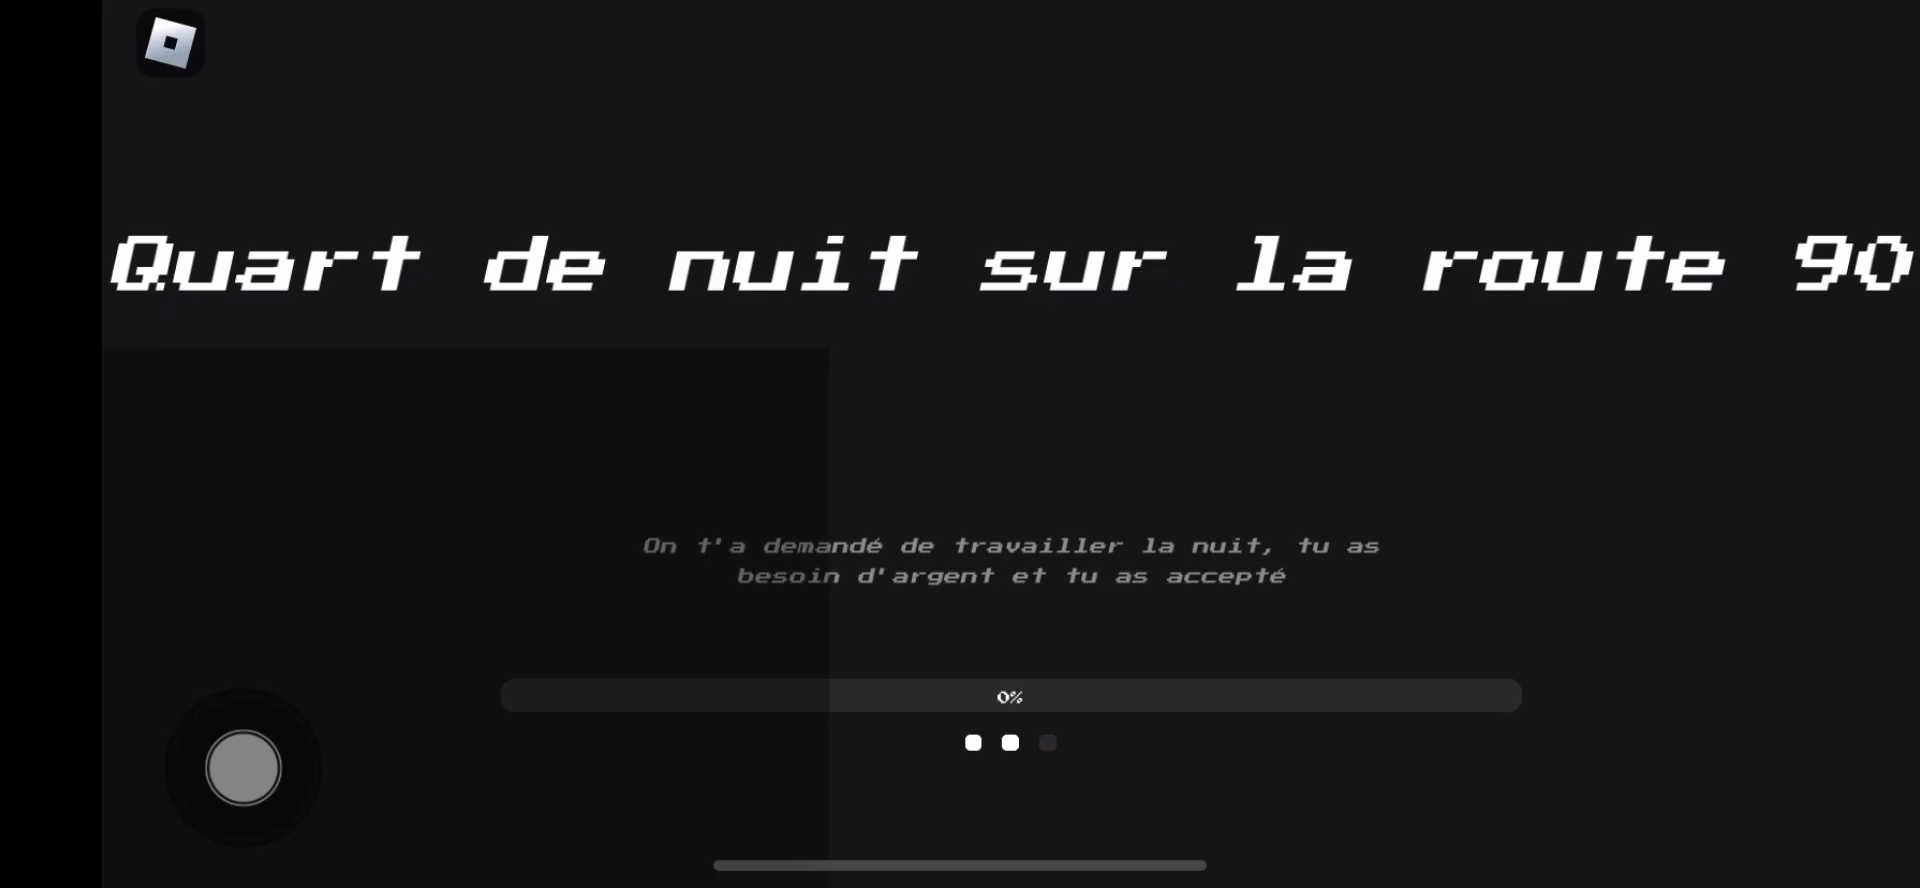 Quart de nuit sur la route 90
On t'a demandé de travailler la nuit, tu as
besoin d'argent et tu as accepté
0%